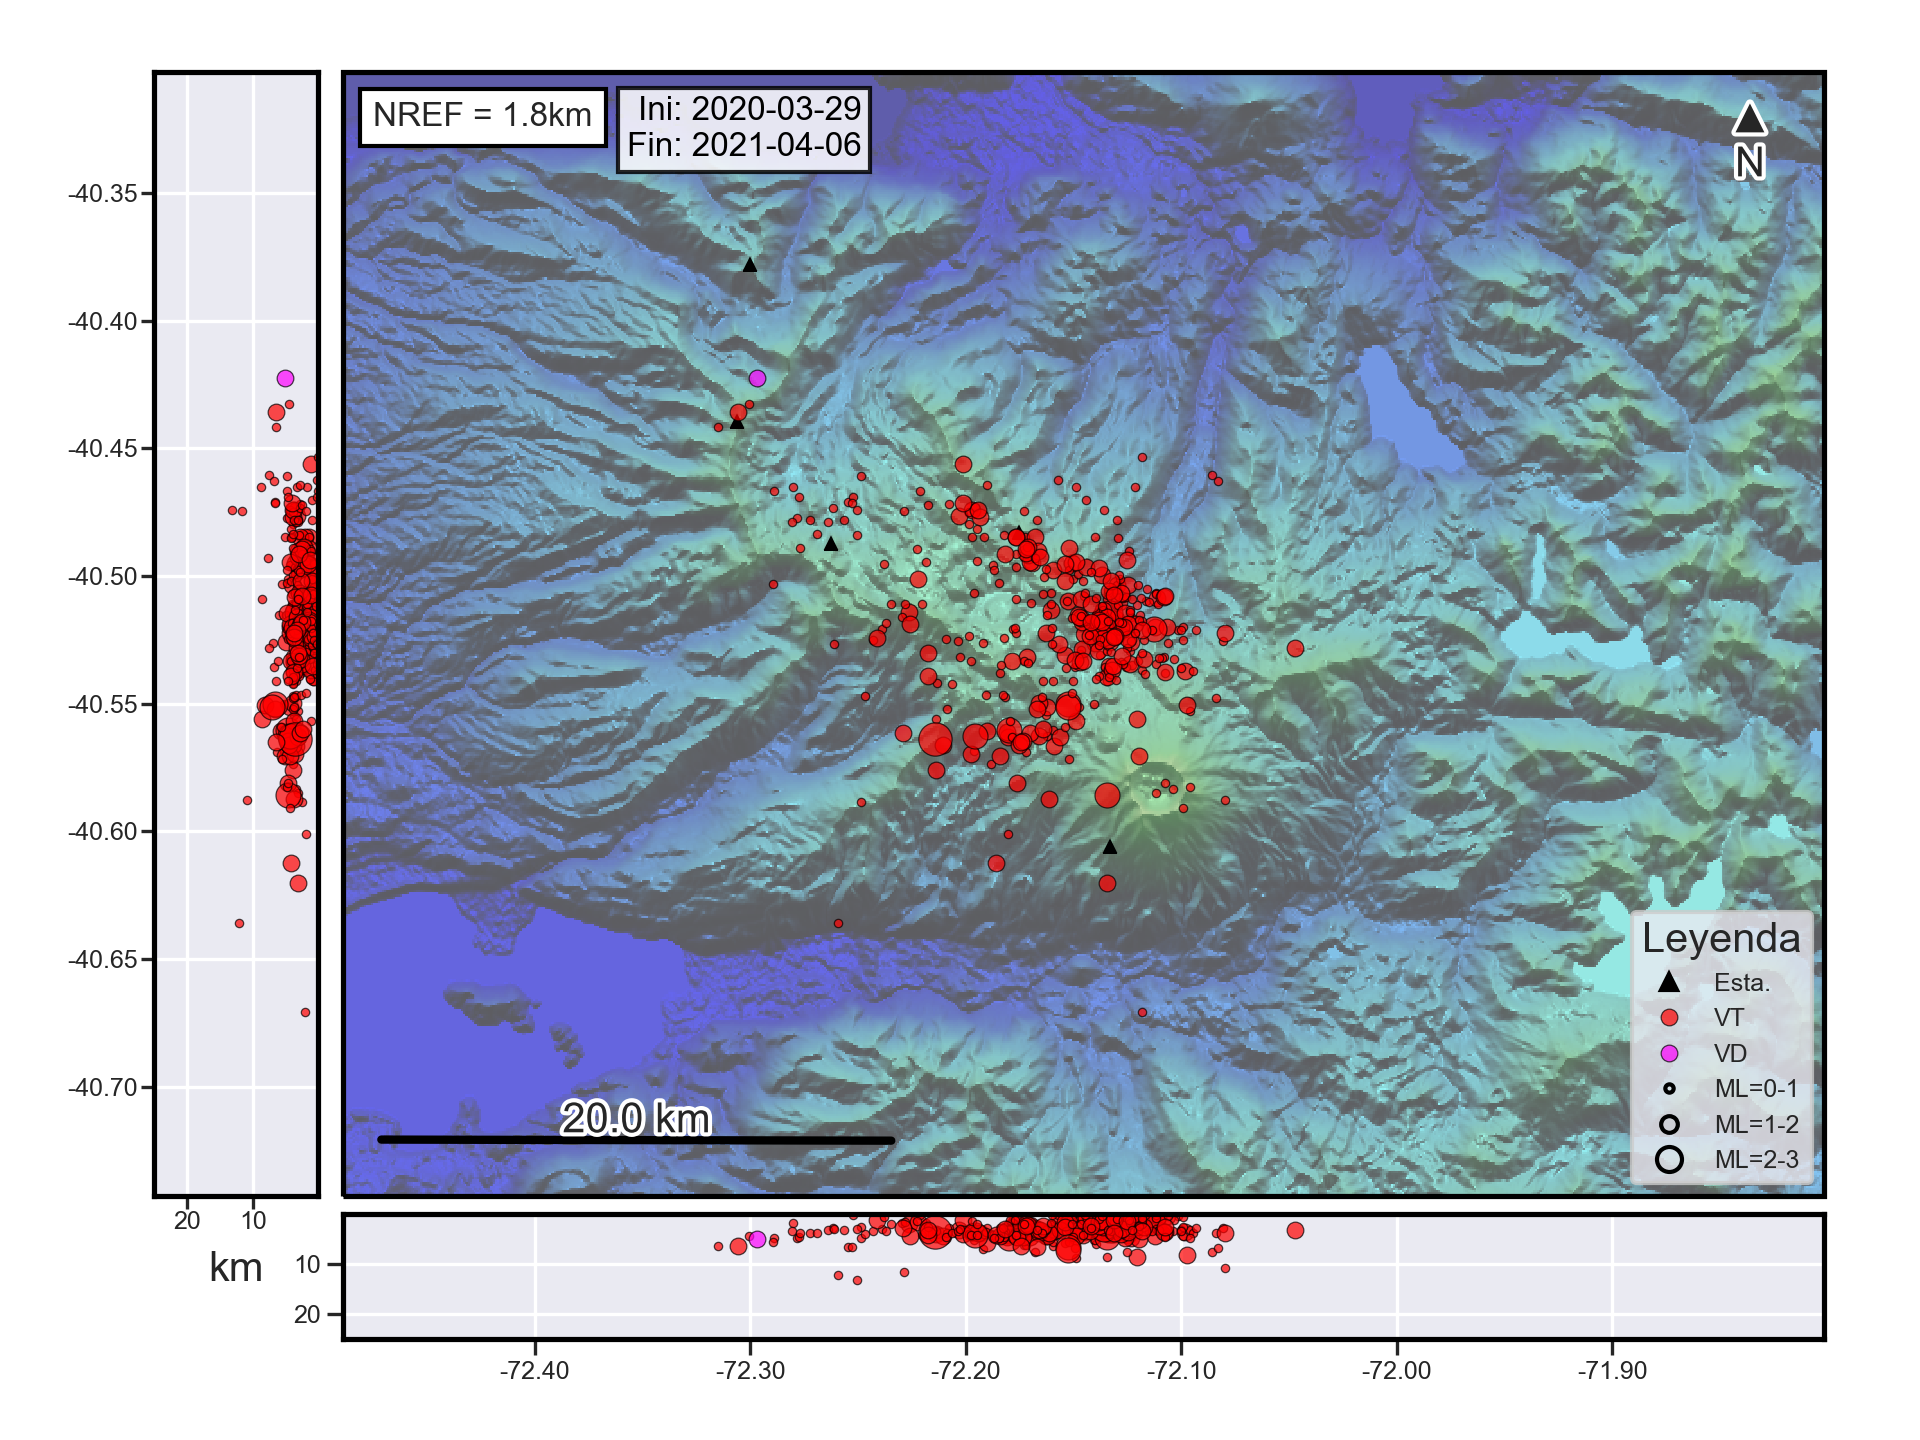 NREF = 1.8km
Ini: 2020-03-29
Fin: 2021-04-06
N
-40.35
-40.40
-40.45
-40.50
-40.55
-40.60
-40.65
-40.70
20.0 km
Leyenda
Esta.
VT
VD
ML=0-1
ML=1-2
ML=2-3
20 10
km
10
20
-72.40 -72.30 -72.20 -72.10 -72.00 -71.90